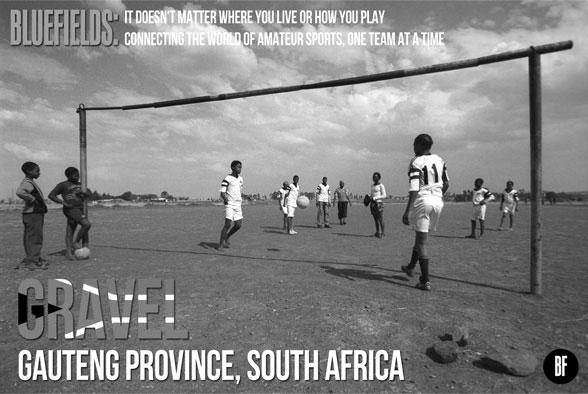 BLUEFIELDS: IT DOESN'T MATTER WHERE YOU LIVE OR HOW YOU PLAY
CONNECTING THE WORLD OF AMATEUR SPORTS, ONE TEAM AT A TIME
11
GRAVEL
GAUTENG PROVINCE, SOUTH AFRICA
BF